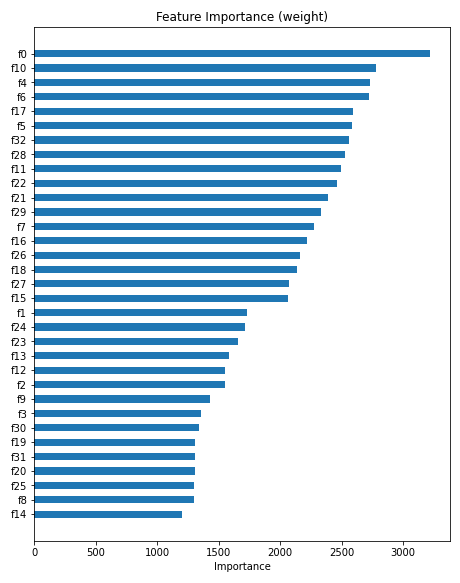 Feature Importance (weight)
f0
f10
f4
f6
f17
f5
f32
f28
f11
f22
f21
f29
f7
f16
f26
f18
f27
f15
f1
f24
f23
f13
f12
f2
f9
f3
f30
f19
f31
f20
f25
f8
f14
0 500 1000 1500 2000 2500 3000
Importance